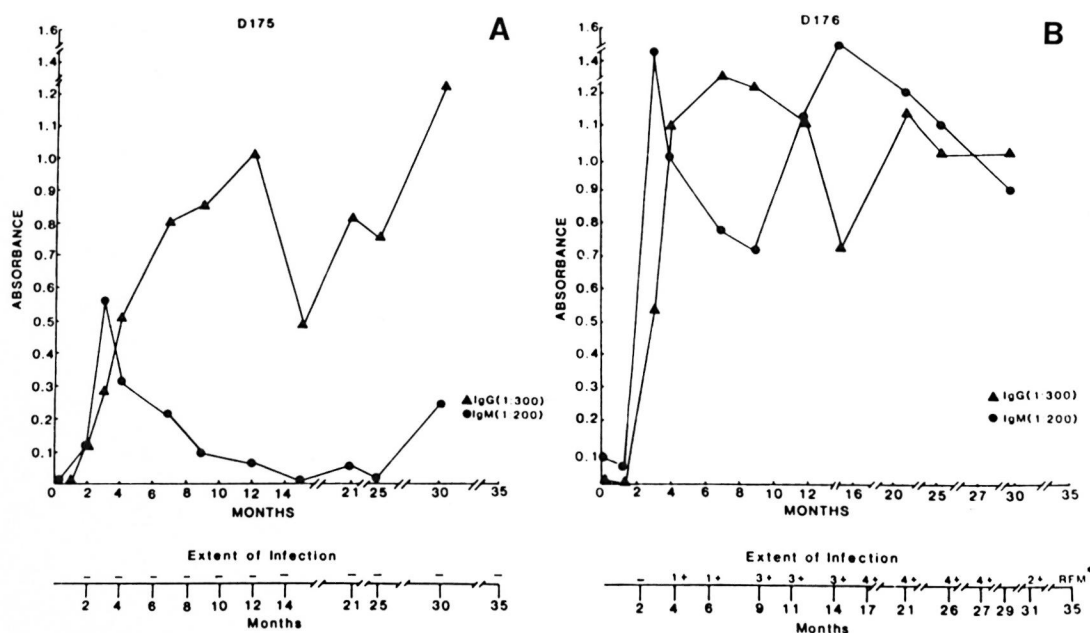 D175
A
1.6
1.4
1.2
1.1
1.0
0.9
0.8
0.7
0.6
0.5
0.4
0.3
0.2
0.1
ABSORBANCE
▲IgG(1:300)
●IgM(1:200)
0 2 4 6 8 10 12 14 21 25 30 35
MONTHS
Extent of Infection
– – – – – – – – – – –
2 4 6 8 10 12 14 21 25 30 35
Months
D176
B
1.6
1.4
1.2
1.1
1.0
0.9
0.8
0.7
0.6
0.5
0.4
0.3
0.2
0.1
ABSORBANCE
▲ IgG(1:300)
● IgM(1:200)
0 2 4 6 8 10 12 14 16 20 25 27 30 35
MONTHS
Extent of Infection
– 1+ 1+ 3+ 3+ 3+ 4+ 4+ 4+ 4+ 2+ RFM
2 4 6 9 11 14 17 21 26 27 29 31 35
Months